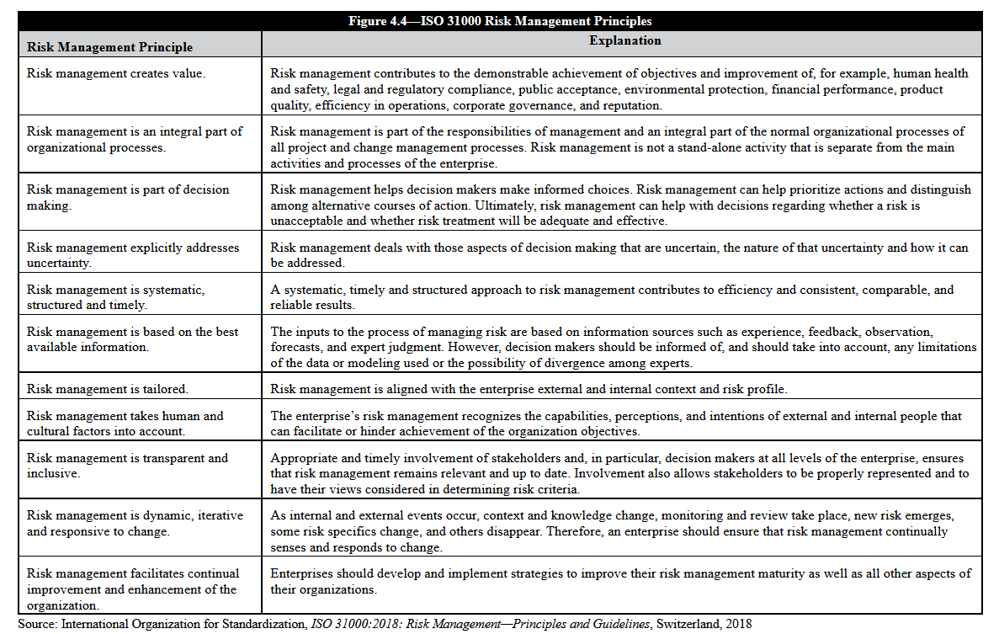 Figure 4.4—ISO 31000 Risk Management Principles
Risk Management Principle
Explanation
Risk management creates value.
Risk management contributes to the demonstrable achievement of objectives and improvement of, for example, human health
and safety, legal and regulatory compliance, public acceptance, environmental protection, financial performance, product
quality, efficiency in operations, corporate governance, and reputation.
Risk management is an integral part of
organizational processes.
Risk management is part of the responsibilities of management and an integral part of the normal organizational processes of
all project and change management processes. Risk management is not a stand-alone activity that is separate from the main
activities and processes of the enterprise.
Risk management is part of decision
making.
Risk management helps decision makers make informed choices. Risk management can help prioritize actions and distinguish
among alternative courses of action. Ultimately, risk management can help with decisions regarding whether a risk is
unacceptable and whether risk treatment will be adequate and effective.
Risk management explicitly addresses
uncertainty.
Risk management deals with those aspects of decision making that are uncertain, the nature of that uncertainty and how it can
be addressed.
Risk management is systematic,
structured and timely.
A systematic, timely and structured approach to risk management contributes to efficiency and consistent, comparable, and
reliable results.
Risk management is based on the best
available information.
The inputs to the process of managing risk are based on information sources such as experience, feedback, observation,
forecasts, and expert judgment. However, decision makers should be informed of, and should take into account, any limitations
of the data or modeling used or the possibility of divergence among experts.
Risk management is tailored.
Risk management is aligned with the enterprise external and internal context and risk profile.
Risk management takes human and
cultural factors into account.
The enterprise’s risk management recognizes the capabilities, perceptions, and intentions of external and internal people that
can facilitate or hinder achievement of the organization objectives.
Risk management is transparent and
inclusive.
Appropriate and timely involvement of stakeholders and, in particular, decision makers at all levels of the enterprise, ensures
that risk management remains relevant and up to date. Involvement also allows stakeholders to be properly represented and to
have their views considered in determining risk criteria.
Risk management is dynamic, iterative
and responsive to change.
As internal and external events occur, context and knowledge change, monitoring and review take place, new risk emerges,
some risk specifics change, and others disappear. Therefore, an enterprise should ensure that risk management continually
senses and responds to change.
Risk management facilitates continual
improvement and enhancement of the
organization.
Enterprises should develop and implement strategies to improve their risk management maturity as well as all other aspects of
their organizations.
Source: International Organization for Standardization, ISO 31000:2018: Risk Management—Principles and Guidelines, Switzerland, 2018